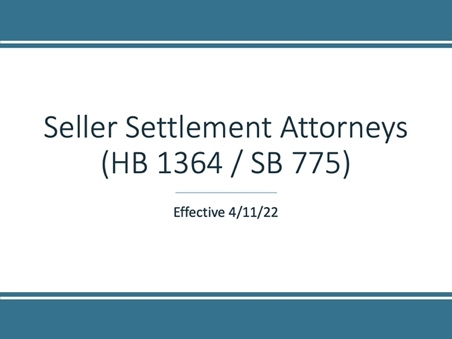 Seller Settlement Attorneys
(HB 1364 / SB 775)
Effective 4/11/22